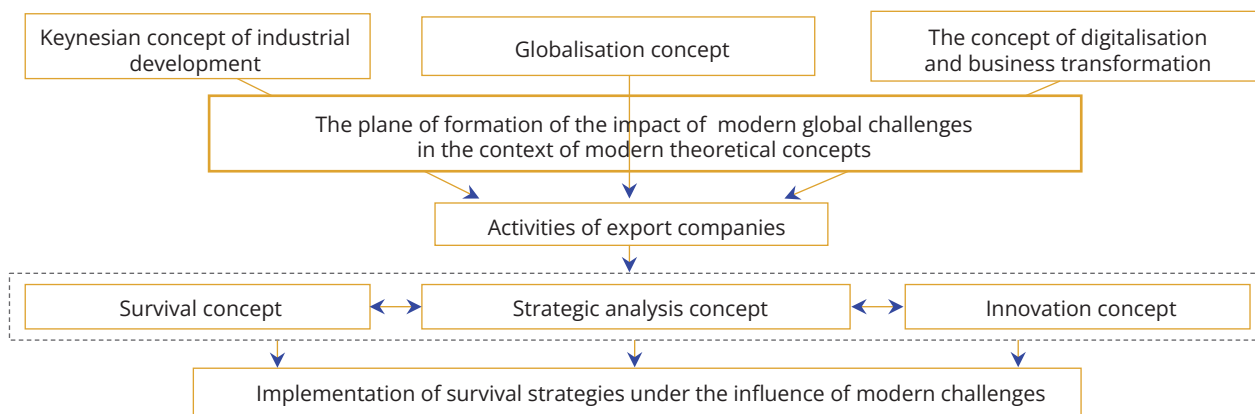 Keynesian concept of industrial
development
Globalisation concept
The concept of digitalisation
and business transformation
The plane of formation of the impact of modern global challenges
in the context of modern theoretical concepts
Activities of export companies
Survival concept
Strategic analysis concept
Innovation concept
Implementation of survival strategies under the influence of modern challenges